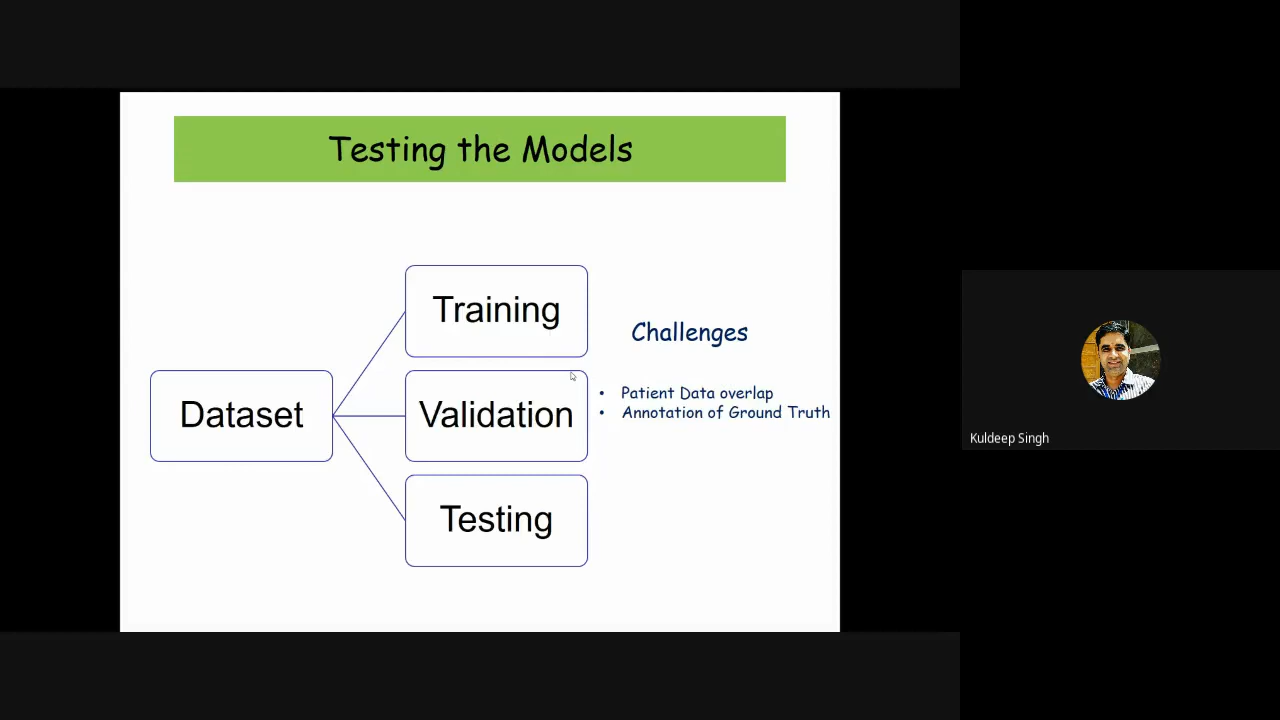 Testing the Models
Dataset
Training
Validation
Testing
Challenges
• Patient Data overlap
• Annotation of Ground Truth
Kuldeep Singh